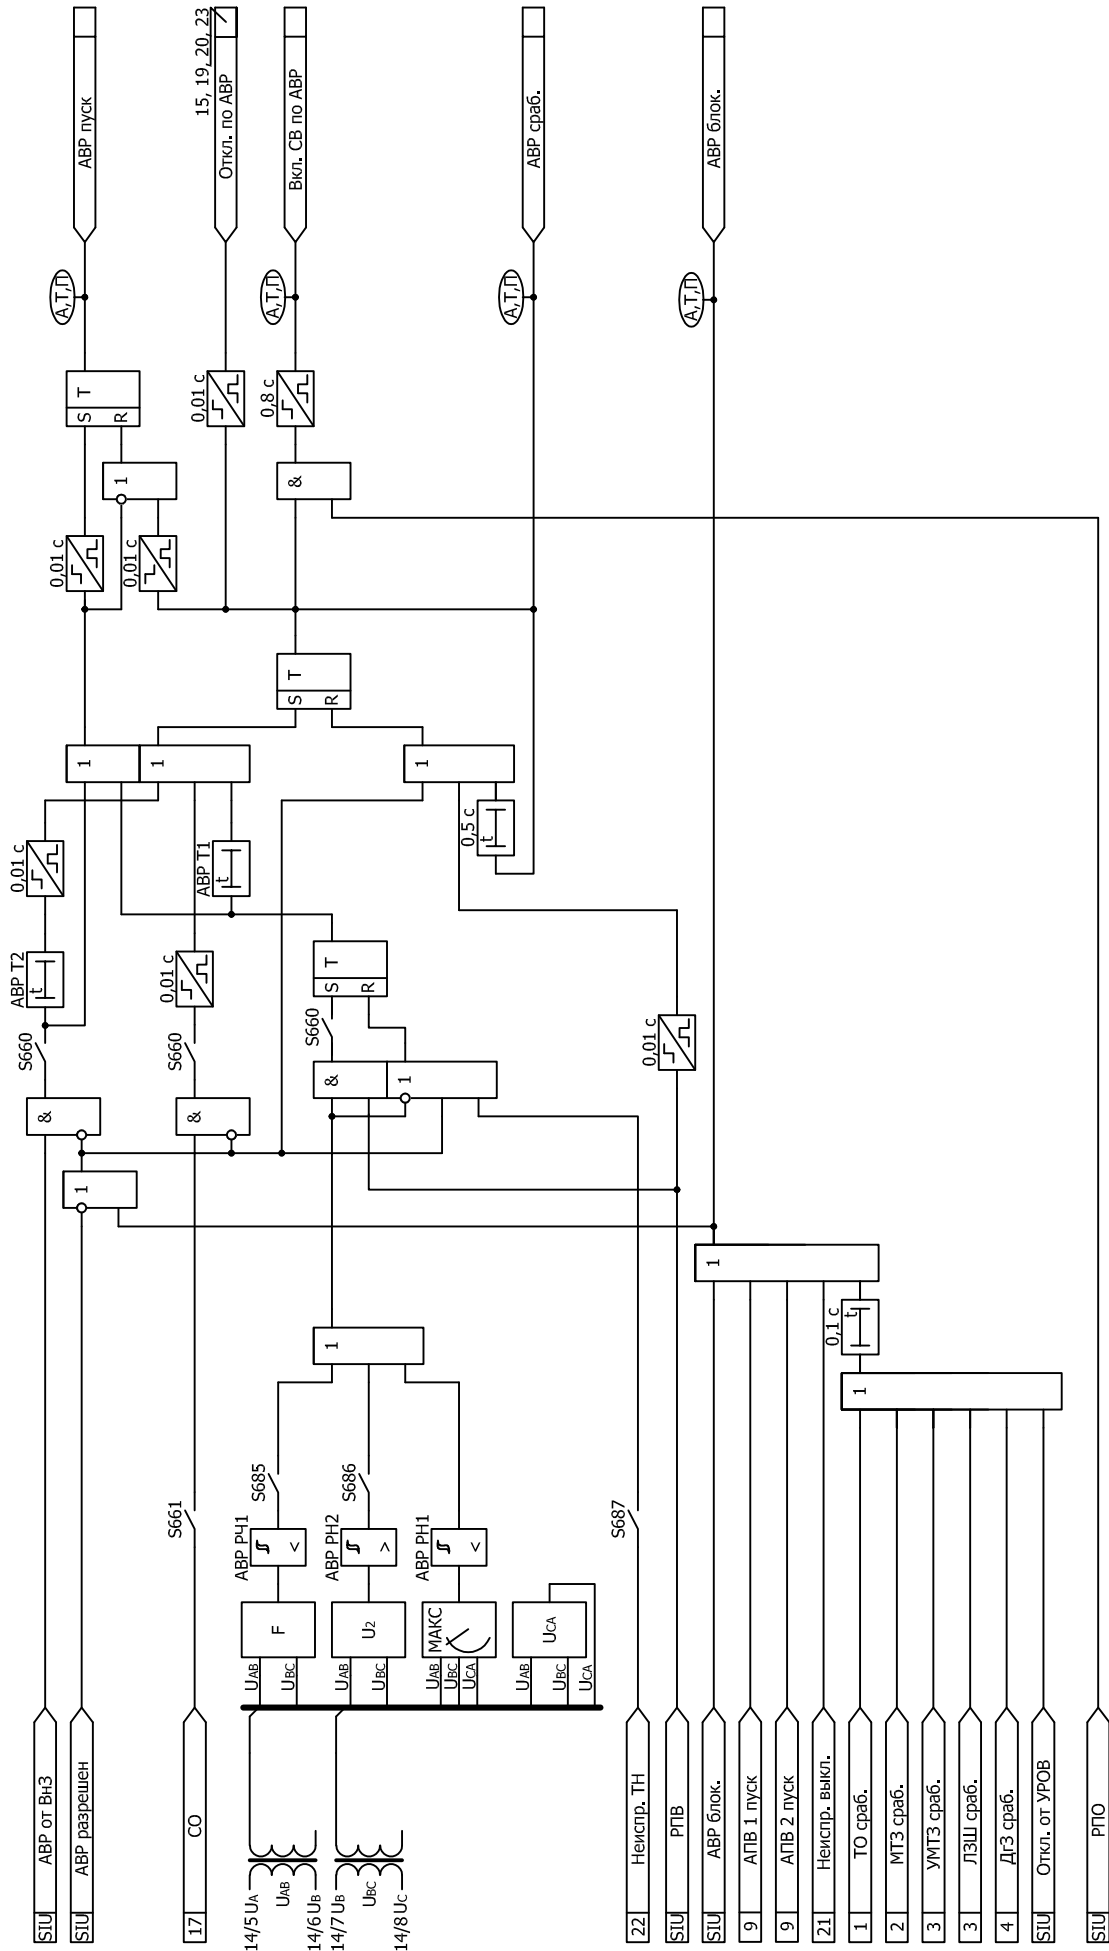 АВР пуск
15, 19, 20, 23
Откл. по АВР
Вкл. СВ по АВР
АВР сраб.
АВР блок.
А,Т,П
А,Т,П
А,Т,П
А,Т,П
S T
R
0,01 с
0,8 с
1
&
0,01 с
0,01 с
S T
R
1
1
1
0,01 с
АВР Т1
t
0,5 с
t
АВР Т2
t
0,01 с
S T
R
S660
S660
S660
0,01 с
&
&
&
1
1
1
0,1 с
t
1
1
S661
S685
S686
S687
АВР РЧ1
<
АВР РН2
>
АВР РН1
<
F
U2
МАКС
UCA
UAB
UBC
UAB
UBC
UAB
UBC
UCA
UAB
UBC
UCA
SIU АВР от ВнЗ
SIU АВР разрешен
17 СО
14/5 UA
UAB
14/6 UB
14/7 UB
UBC
14/8 UC
22 Неиспр. ТН
SIU РПВ
SIU АВР блок.
9 АПВ 1 пуск
9 АПВ 2 пуск
21 Неиспр. выкл.
1 ТО сраб.
2 МТЗ сраб.
3 УМТЗ сраб.
3 ЛЗШ сраб.
4 ДгЗ сраб.
SIU Откл. от УРОВ
SIU РПО